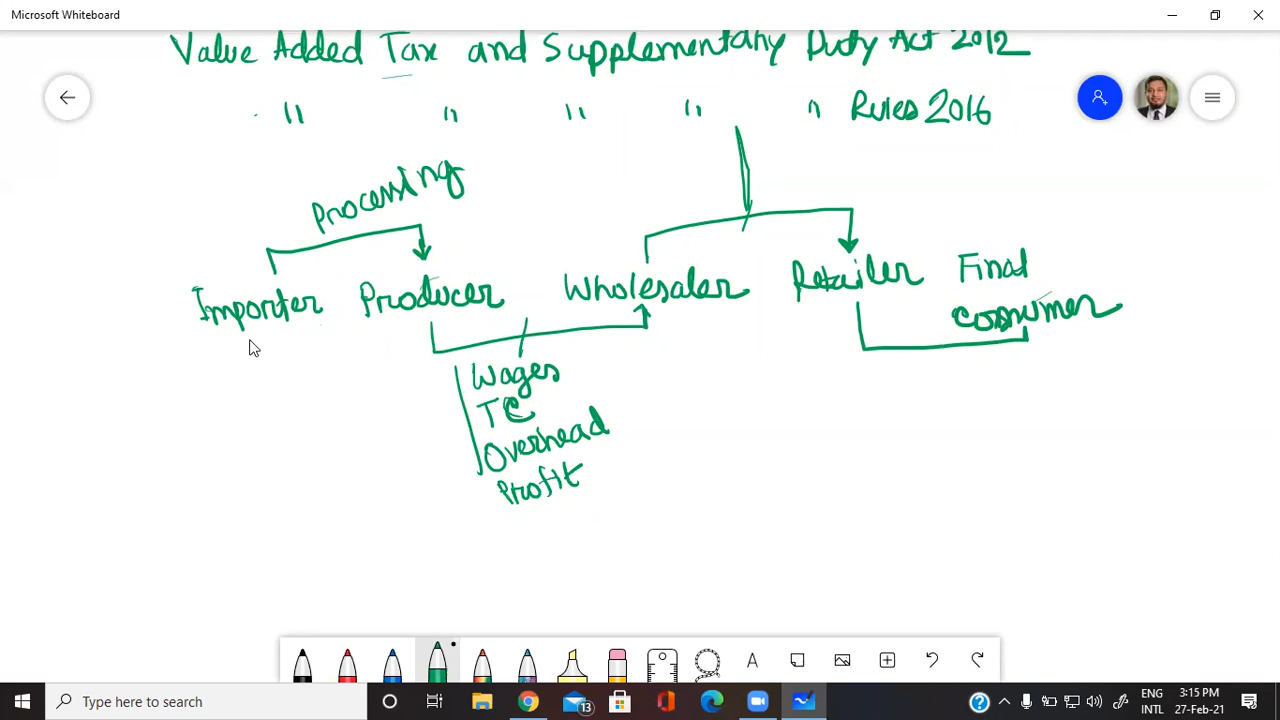 Microsoft Whiteboard
Value Added Tax and Supplementary Duty Act 2012
" " " " " Rules 2016
Processing
Importer Producer Wholesaler Retailer Final
Consumer
Wages
TC
Overhead
Profit
A
Type here to search
13
ENG
INTL
3:15 PM
27-Feb-21